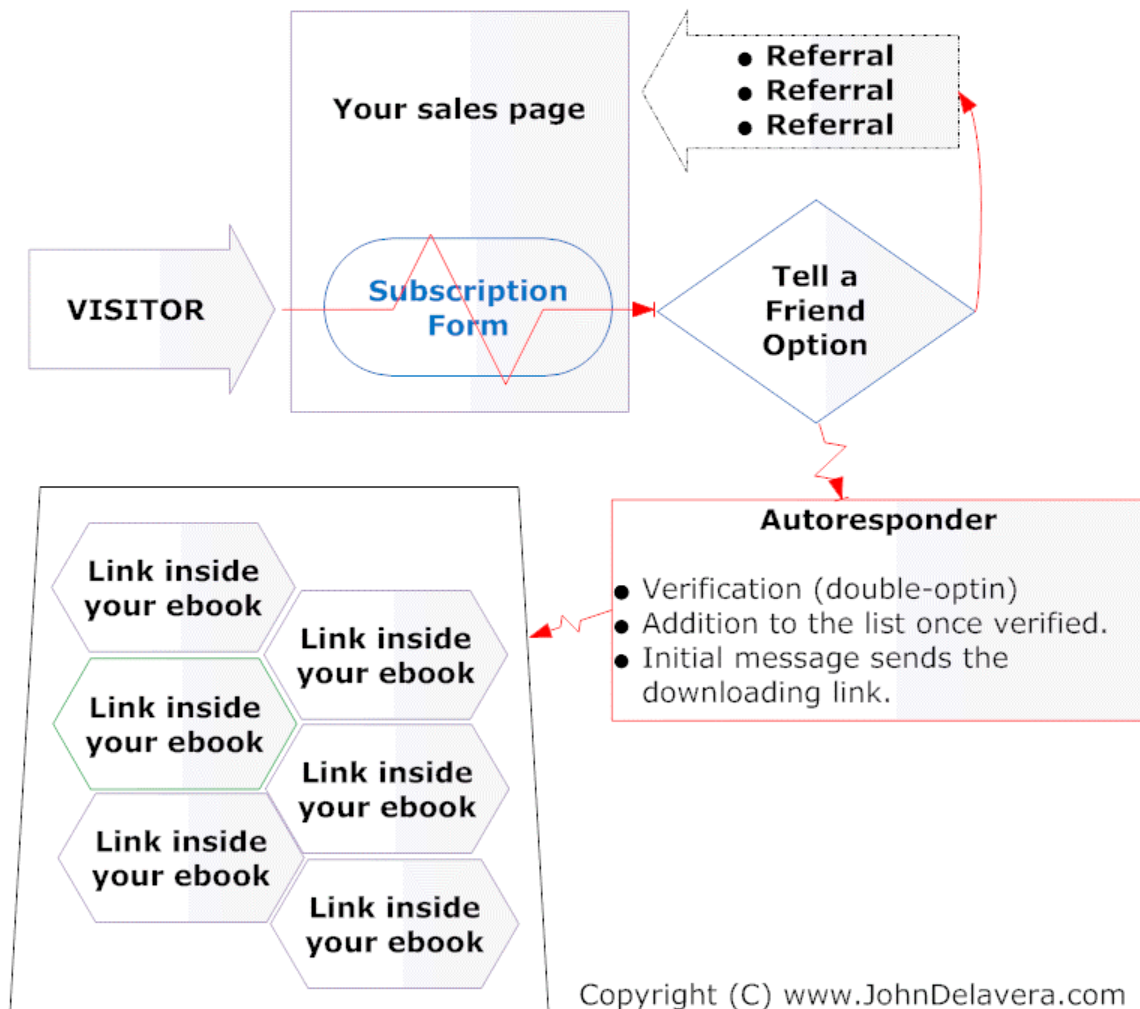 Your sales page
● Referral
● Referral
● Referral
VISITOR
Subscription
Form
Tell a
Friend
Option
Autoresponder
● Verification (double-optin)
● Addition to the list once verified.
● Initial message sends the
downloading link.
Link inside
your ebook
Link inside
your ebook
Link inside
your ebook
Link inside
your ebook
Link inside
your ebook
Link inside
your ebook
Copyright (C) www.JohnDelavera.com